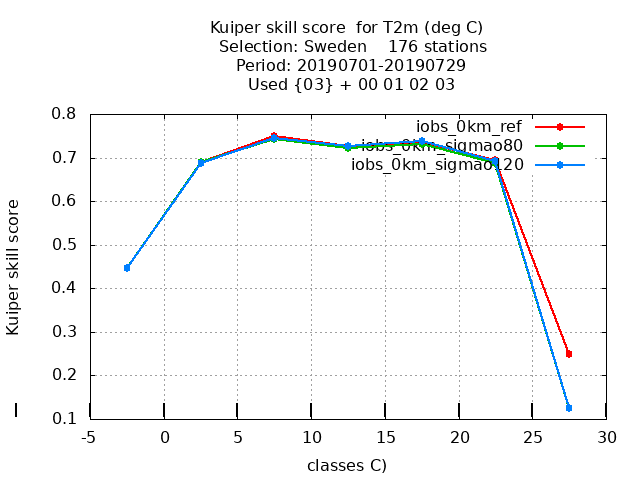 Kuiper skill score  for T2m (deg C)
Selection: Sweden    176 stations
Period: 20190701-20190729
Used {03} + 00 01 02 03
0.8
0.7
0.6
0.5
0.4
0.3
0.2
0.1
Kuiper skill score
iobs_0km_ref
iobs_0km_sigmao80
iobs_0km_sigmao120
-5
0
5
10
15
20
25
30
classes C)